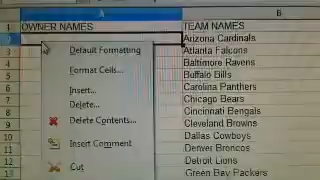 A B
1 OWNER NAMES TEAM NAMES
Arizona Cardinals
3 Default Formatting Atlanta Falcons
4 Format Cells... Baltimore Ravens
5 Buffalo Bills
6 Insert... Carolina Panthers
7 Delete... Chicago Bears
8 Delete Contents... Cincinnati Bengals
9 Cleveland Browns
10 Insert Comment Dallas Cowboys
11 Denver Broncos
12 Cut Detroit Lions
13 Green Bay Packers